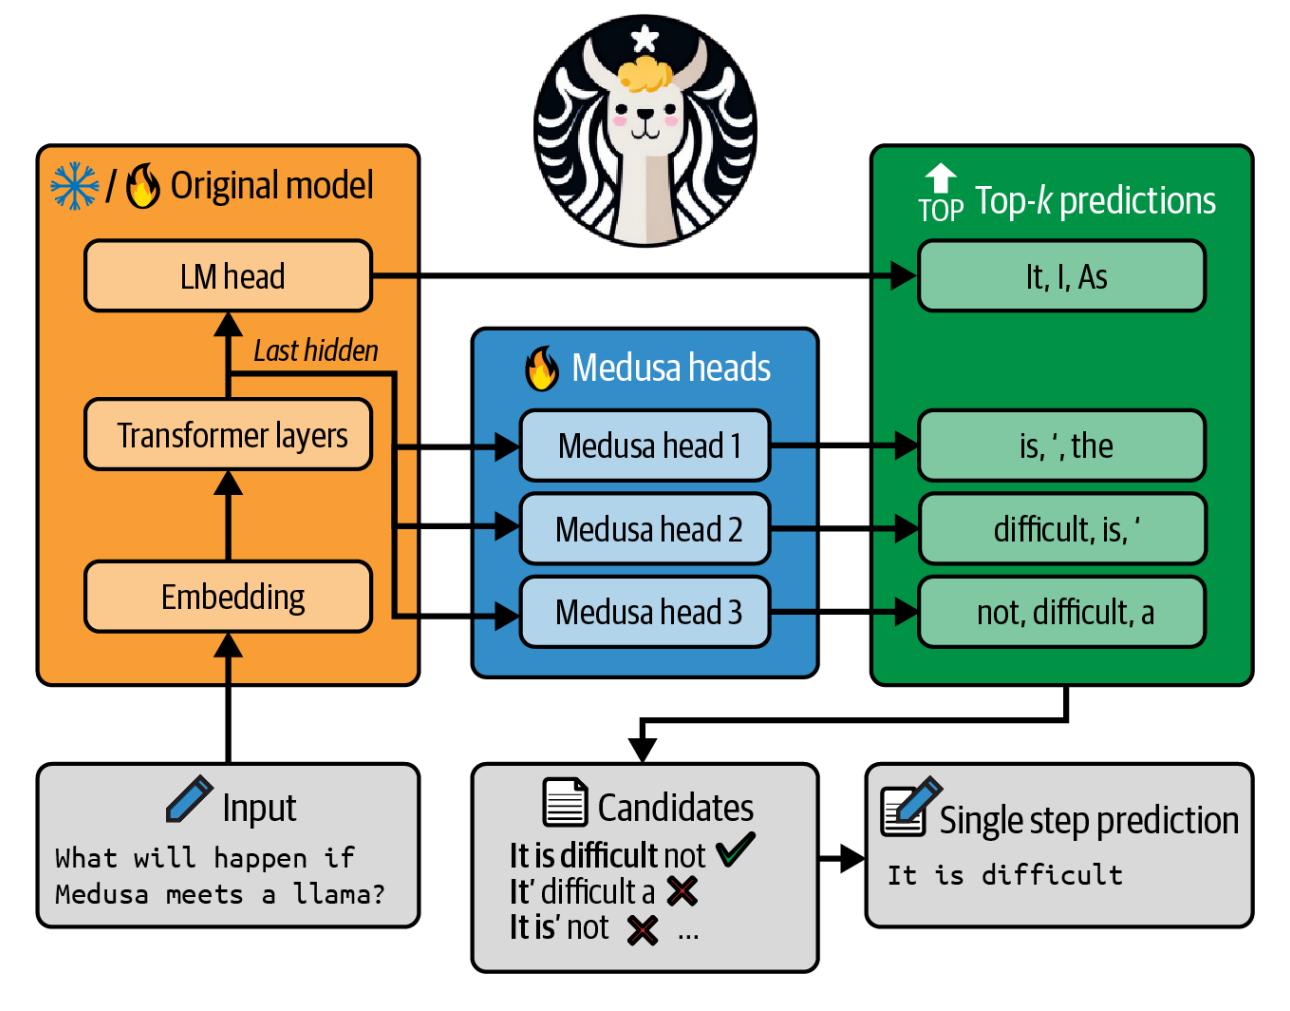 / Original model
LM head
Last hidden
Transformer layers
Embedding
Medusa heads
Medusa head 1
Medusa head 2
Medusa head 3
TOP Top-k predictions
It, I, As
is, ‘, the
difficult, is, ‘
not, difficult, a
Input
What will happen if
Medusa meets a llama?
Candidates
It is difficult not
It’ difficult a
It is’ not ...
Single step prediction
It is difficult